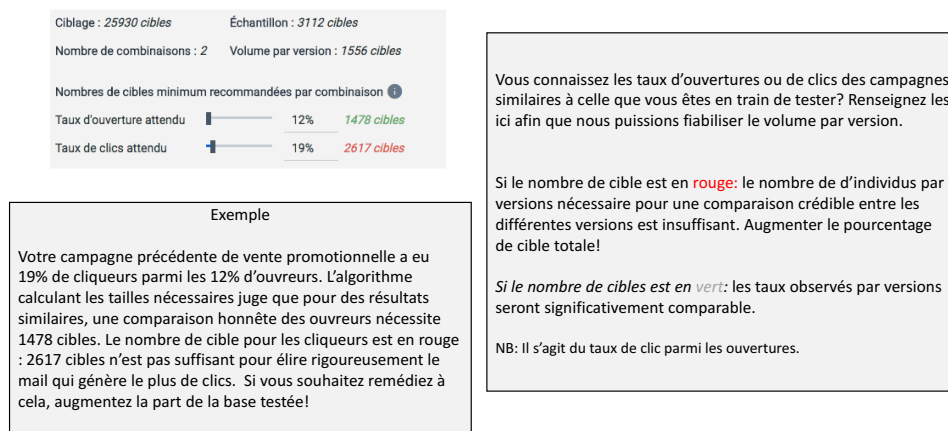 Ciblage : 25930 cibles Échantillon : 3112 cibles
Nombre de combinaisons : 2 Volume par version : 1556 cibles
Nombres de cibles minimum recommandées par combinaison i
Taux d'ouverture attendu 12% 1478 cibles
Taux de clics attendu 19% 2617 cibles
Exemple
Votre campagne précédente de vente promotionnelle a eu
19% de cliqueurs parmi les 12% d'ouvreurs. L'algorithme
calculant les tailles nécessaires juge que pour des résultats
similaires, une comparaison honnête des ouvreurs nécessite
1478 cibles. Le nombre de cible pour les cliqueurs est en rouge
: 2617 cibles n'est pas suffisant pour élire rigoureusement le
mail qui génère le plus de clics. Si vous souhaitez remédiez à
cela, augmentez la part de la base testée!
Vous connaissez les taux d'ouvertures ou de clics des campagnes
similaires à celle que vous êtes en train de tester? Renseignez les
ici afin que nous puissions fiabiliser le volume par version.
Si le nombre de cible est en rouge: le nombre de d'individus par
versions nécessaire pour une comparaison crédible entre les
différentes versions est insuffisant. Augmenter le pourcentage
de cible totale!
Si le nombre de cibles est en vert: les taux observés par versions
seront significativement comparable.
NB: Il s'agit du taux de clic parmi les ouvertures.